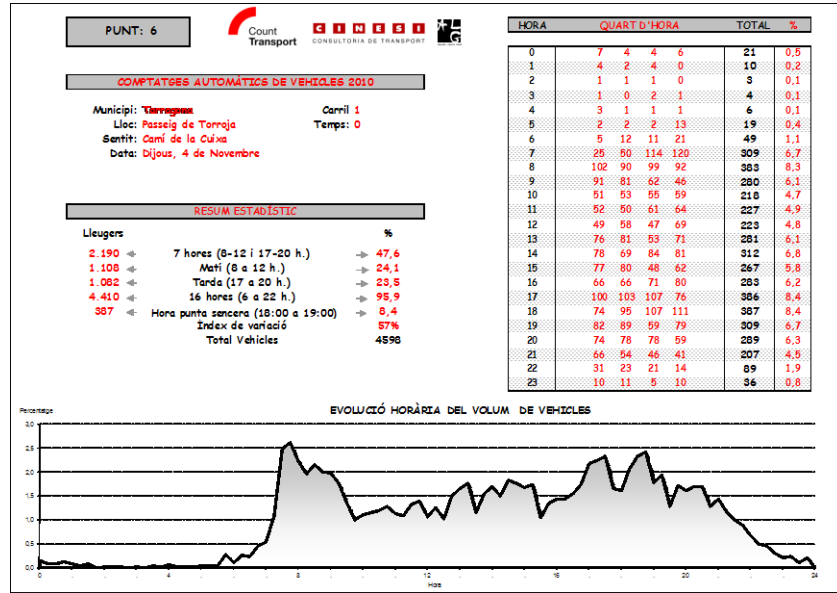 PUNT: 6
Count
Transport
CINESI
CONSULTORIA DE TRANSPORT
COMPTATGES AUTOMÀTICS DE VEHICLES 2010
Municipi: Tarragona Carril 1
Lloc: Passeig de Torroja Temps: 0
Sentit: Camí de la Cuixa
Data: Dijous, 4 de Novembre
RESUM ESTADÍSTIC
Lleugers %
2.190 7 hores (8-12 i 17-20 h.) 47,6
1.108 Matí (8 a 12 h.) 24,1
1.082 Tarda (17 a 20 h.) 23,5
4.410 16 hores (6 a 22 h.) 95,9
387 Hora punta sencera (18:00 a 19:00) 8,4
Índex de variació 57%
Total Vehicles 4598
HORA QUART D'HORA TOTAL %
0 7 4 4 6 21 0,5
1 4 2 4 0 10 0,2
2 1 1 1 0 3 0,1
3 1 0 2 1 4 0,1
4 3 1 1 1 6 0,1
5 2 2 2 13 19 0,4
6 5 12 11 21 49 1,1
7 25 50 114 120 309 6,7
8 102 90 99 92 383 8,3
9 91 81 62 46 280 6,1
10 51 53 55 59 218 4,7
11 52 50 61 64 227 4,9
12 49 58 47 69 223 4,8
13 76 81 53 71 281 6,1
14 78 69 84 81 312 6,8
15 77 80 48 62 267 5,8
16 66 66 71 80 283 6,2
17 100 103 107 76 386 8,4
18 74 95 107 111 387 8,4
19 82 89 59 79 309 6,7
20 74 78 78 59 289 6,3
21 66 54 46 41 207 4,5
22 31 23 21 14 89 1,9
23 10 11 5 10 36 0,8
EVOLUCIÓ HORÀRIA DEL VOLUM DE VEHICLES
Percentatge
3,0
2,5
2,0
1,5
1,0
0,5
0,0
0 4 8 12 16 20 24
Hora